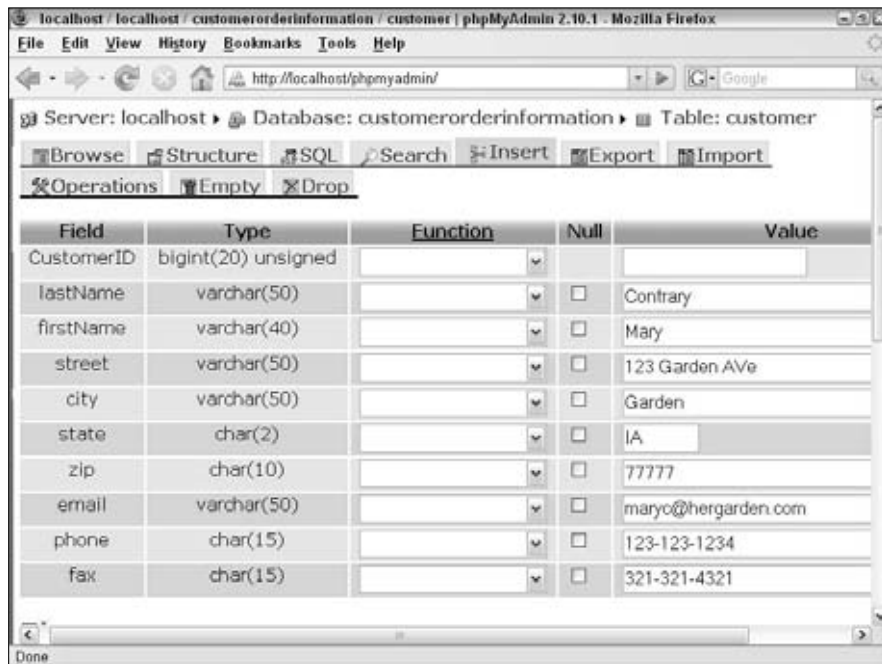 localhost / localhost / customerorderinformation / customer | phpMyAdmin 2.10.1 - Mozilla Firefox
File Edit View History Bookmarks Tools Help
http://localhost/phpmyadmin/ Google
Server: localhost Database: customerorderinformation Table: customer
Browse Structure SQL Search Insert Export Import
Operations Empty Drop
Field Type Function Null Value
CustomerID bigint(20) unsigned
lastName varchar(50) Contrary
firstName varchar(40) Mary
street varchar(50) 123 Garden AVe
city varchar(50) Garden
state char(2) IA
zip char(10) 77777
email varchar(50) maryc@hergarden.com
phone char(15) 123-123-1234
fax char(15) 321-321-4321
Done